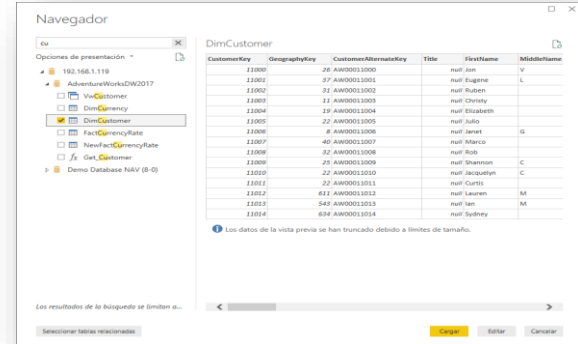 Navegador
cu
Opciones de presentación
192.168.1.119
AdventureWorksDW2017
VwCustomer
DimCurrency
DimCustomer
FactCurrencyRate
NewFactCurrencyRate
fx Get_Customer
Demo Database NAV (8-0)
Los resultados de la búsqueda se limitan a...
Seleccionar tablas relacionadas
DimCustomer
CustomerKey GeographyKey CustomerAlternateKey Title FirstName MiddleName
11000 26 AW00011000 null Jon V
11001 37 AW00011001 null Eugene L
11002 31 AW00011002 null Ruben
11003 11 AW00011003 null Christy
11004 19 AW00011004 null Elizabeth
11005 22 AW00011005 null Julio
11006 8 AW00011006 null Janet G
11007 40 AW00011007 null Marco
11008 32 AW00011008 null Rob
11009 25 AW00011009 null Shannon C
11010 22 AW00011010 null Jacquelyn C
11011 22 AW00011011 null Curtis
11012 611 AW00011012 null Lauren M
11013 543 AW00011013 null Ian M
11014 634 AW00011014 null Sydney
Los datos de la vista previa se han truncado debido a límites de tamaño.
Cargar Editar Cancelar